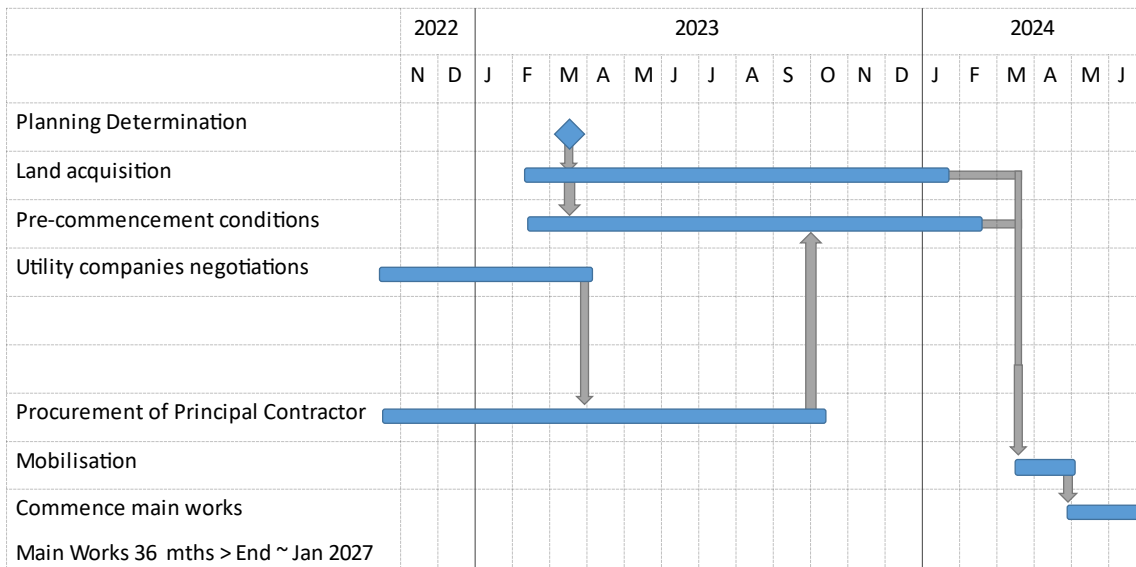 2022 2023 2024
N D J F M A M J J A S O N D J F M A M J
Planning Determination
Land acquisition
Pre-commencement conditions
Utility companies negotiations
Procurement of Principal Contractor
Mobilisation
Commence main works
Main Works 36 mths > End ~ Jan 2027